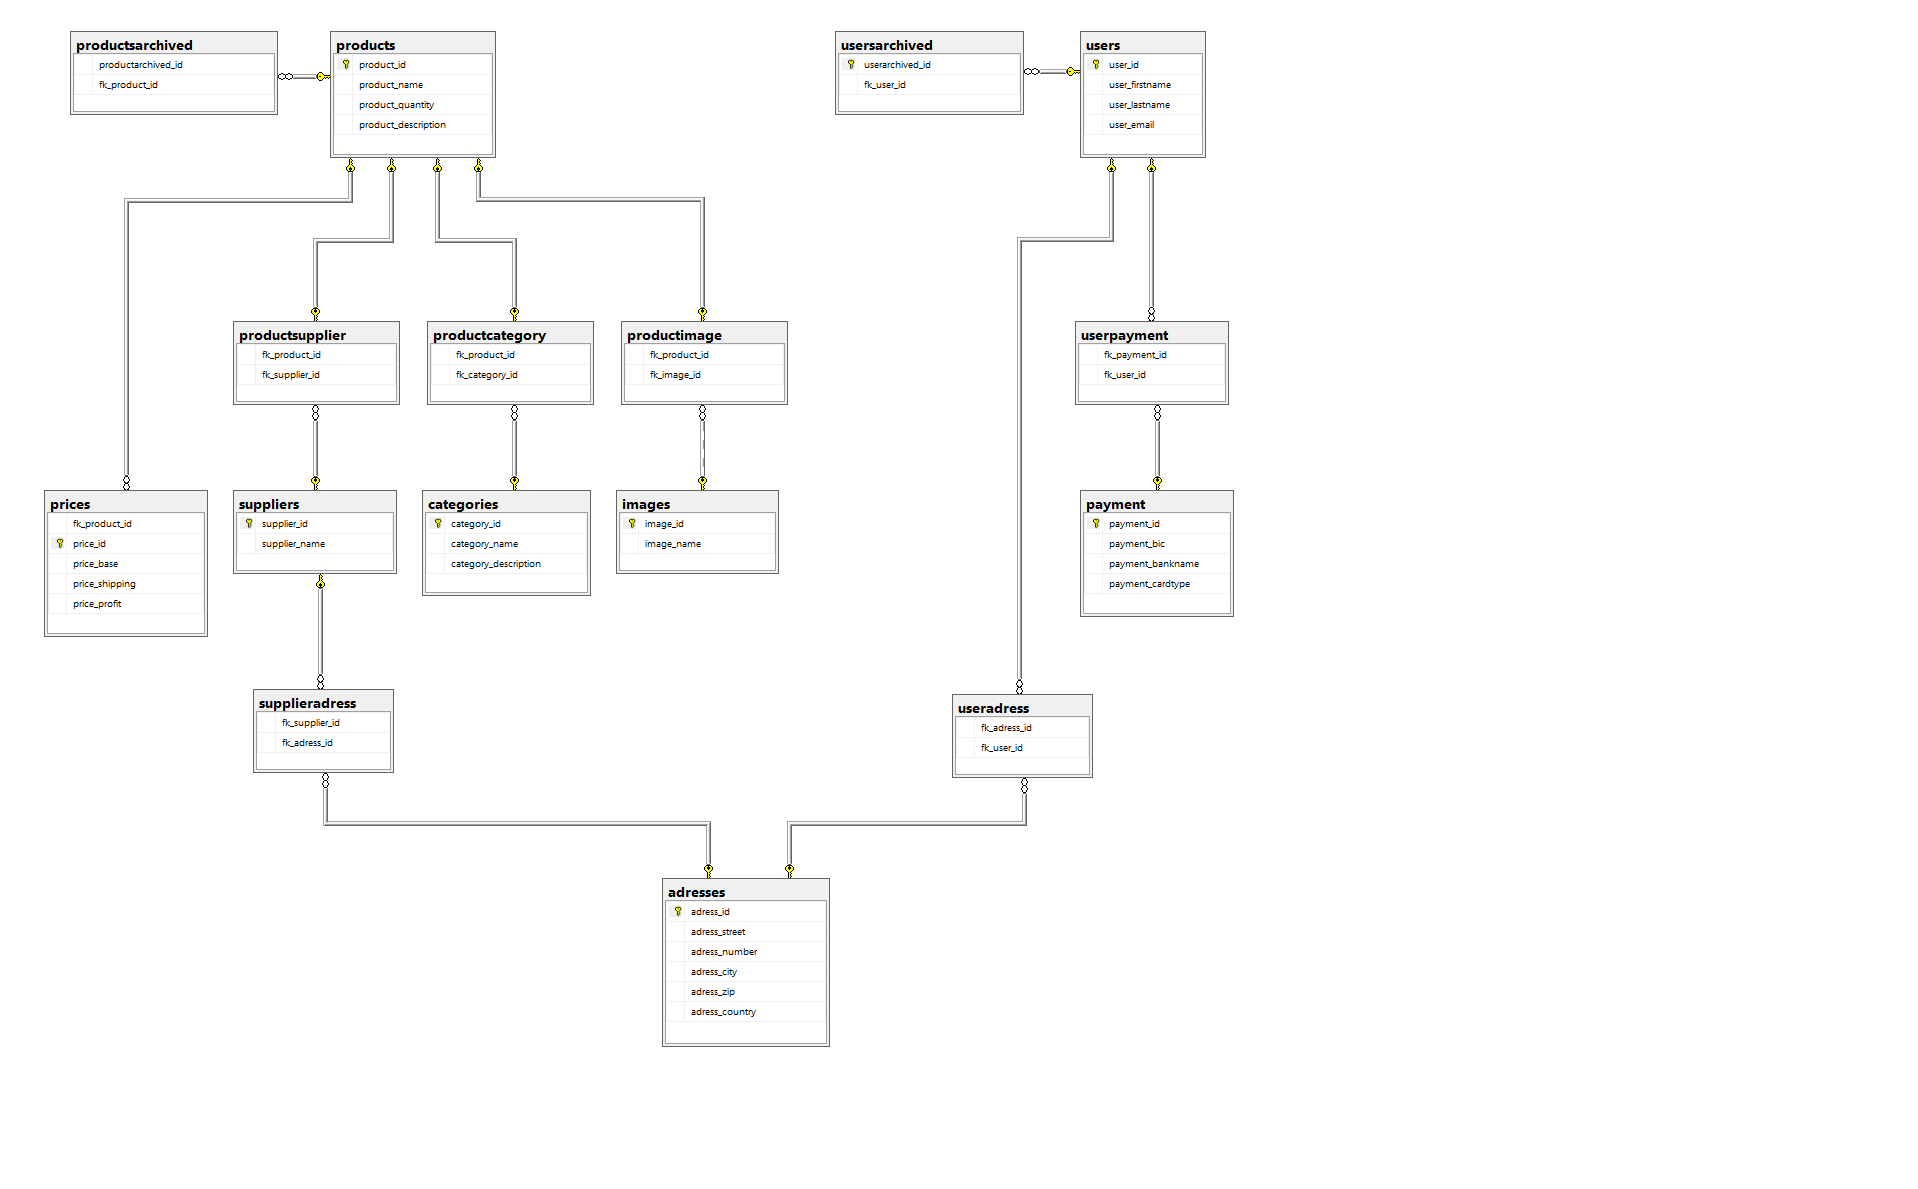 productsarchived
productarchived_id
fk_product_id
products
product_id
product_name
product_quantity
product_description
usersarchived
userarchived_id
fk_user_id
users
user_id
user_firstname
user_lastname
user_email
productsupplier
fk_product_id
fk_supplier_id
productcategory
fk_product_id
fk_category_id
productimage
fk_product_id
fk_image_id
userpayment
fk_payment_id
fk_user_id
prices
fk_product_id
price_id
price_base
price_shipping
price_profit
suppliers
supplier_id
supplier_name
categories
category_id
category_name
category_description
images
image_id
image_name
payment
payment_id
payment_bic
payment_bankname
payment_cardtype
supplieradress
fk_supplier_id
fk_adress_id
useradress
fk_adress_id
fk_user_id
adresses
adress_id
adress_street
adress_number
adress_city
adress_zip
adress_country